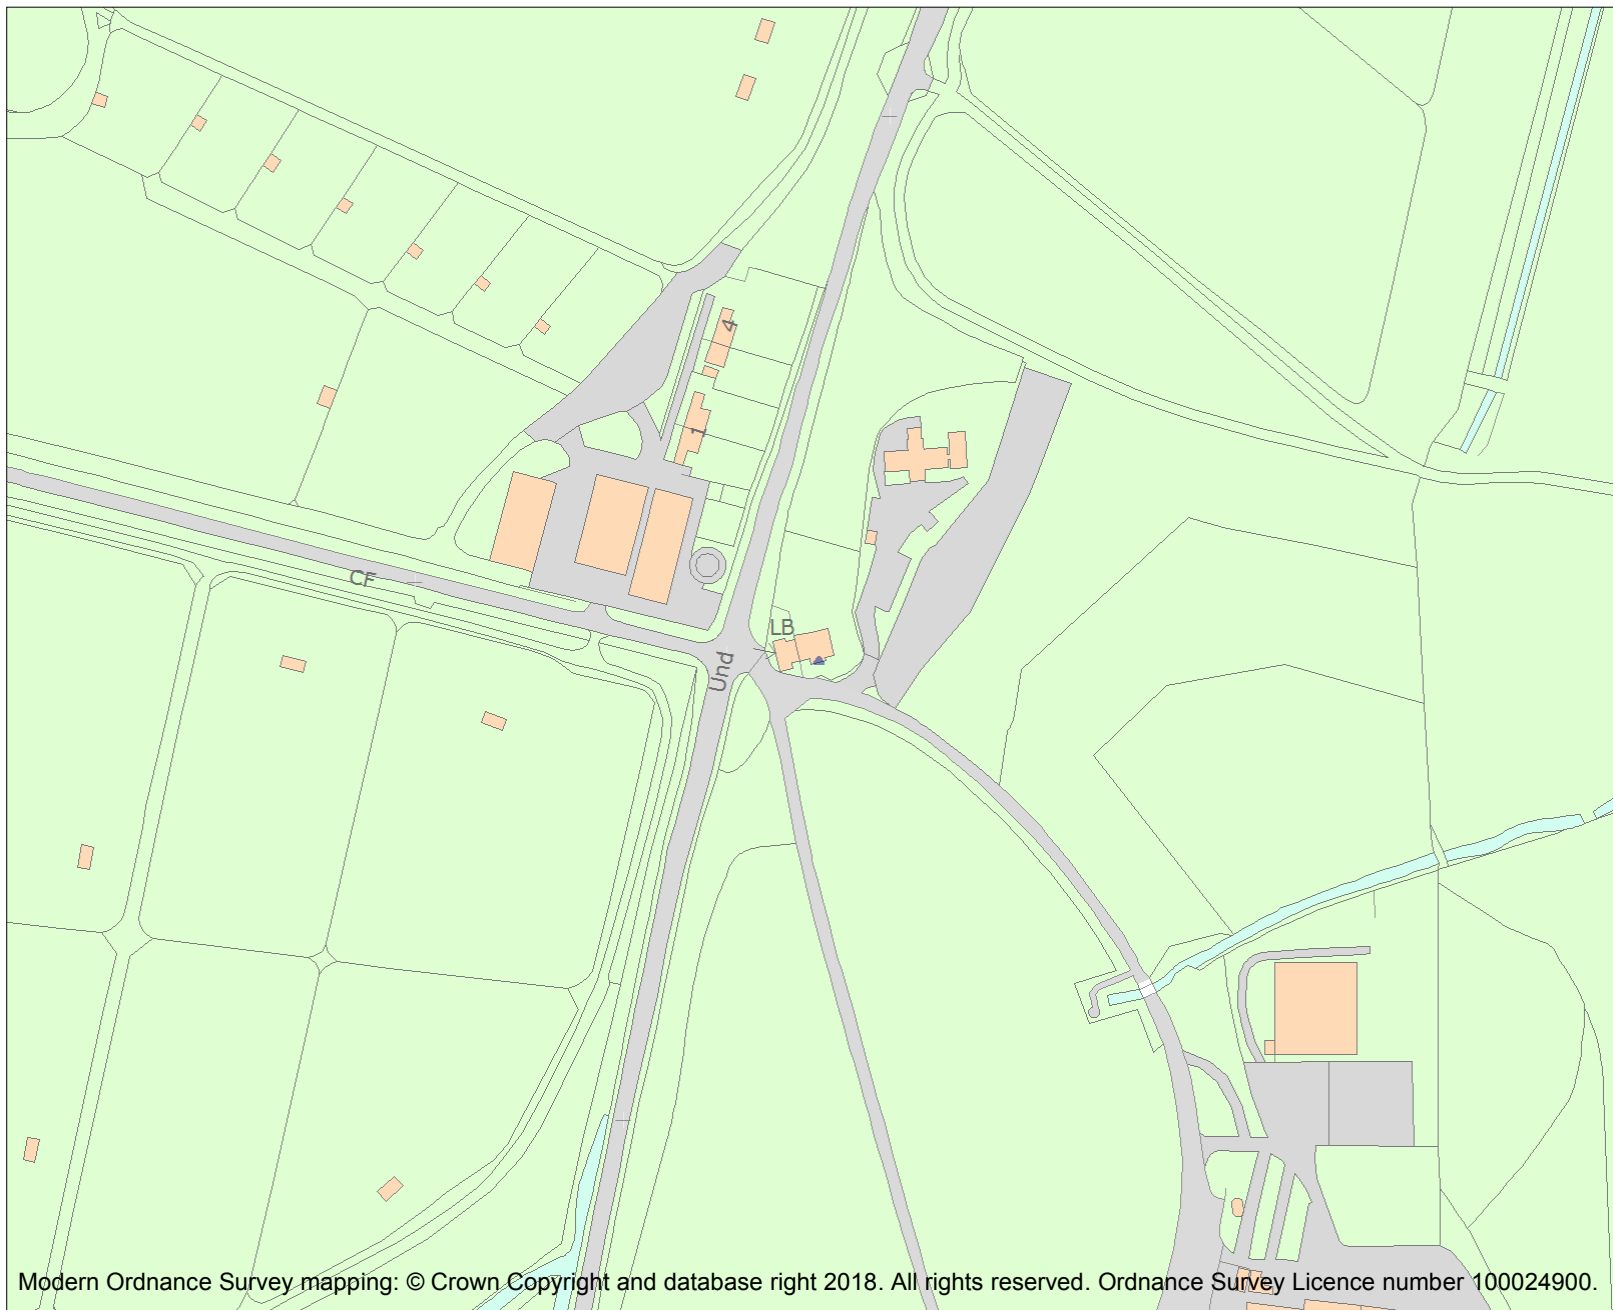 4
1
CF
LB
Und
Modern Ordnance Survey mapping: © Crown Copyright and database right 2018. All rights reserved. Ordnance Survey Licence number 100024900.